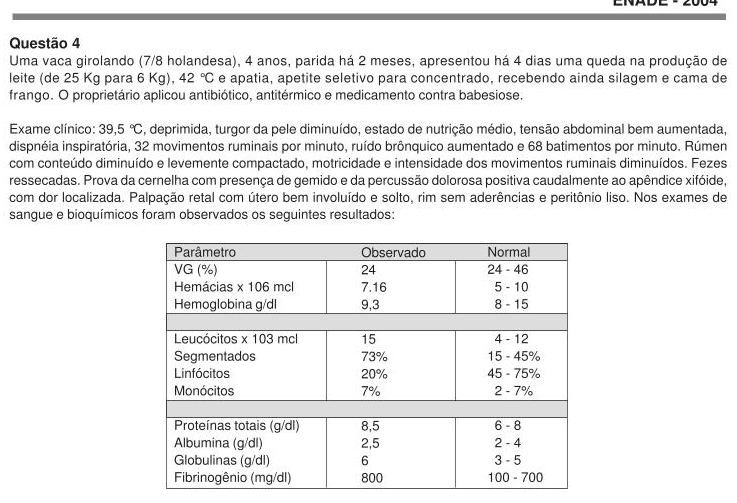 ENADE - 2004
Questão 4
Uma vaca girolando (7/8 holandesa), 4 anos, parida há 2 meses, apresentou há 4 dias uma queda na produção de
leite (de 25 Kg para 6 Kg), 42 °C e apatia, apetite seletivo para concentrado, recebendo ainda silagem e cama de
frango. O proprietário aplicou antibiótico, antitérmico e medicamento contra babesiose.
Exame clínico: 39,5 °C, deprimida, turgor da pele diminuído, estado de nutrição médio, tensão abdominal bem aumentada,
dispnéia inspiratória, 32 movimentos ruminais por minuto, ruído brônquico aumentado e 68 batimentos por minuto. Rúmen
com conteúdo diminuído e levemente compactado, motricidade e intensidade dos movimentos ruminais diminuídos. Fezes
ressecadas. Prova da cernelha com presença de gemido e da percussão dolorosa positiva caudalmente ao apêndice xifóide,
com dor localizada. Palpação retal com útero bem involuído e solto, rim sem aderências e peritônio liso. Nos exames de
sangue e bioquímicos foram observados os seguintes resultados:
Parâmetro Observado Normal
VG (%) 24 24 - 46
Hemácias x 106 mcl 7.16 5 - 10
Hemoglobina g/dl 9,3 8 - 15
Leucócitos x 103 mcl 15 4 - 12
Segmentados 73% 15 - 45%
Linfócitos 20% 45 - 75%
Monócitos 7% 2 - 7%
Proteínas totais (g/dl) 8,5 6 - 8
Albumina (g/dl) 2,5 2 - 4
Globulinas (g/dl) 6 3 - 5
Fibrinogênio (mg/dl) 800 100 - 700